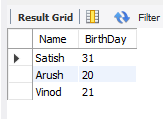 Result Grid Filter
Name BirthDay
Satish 31
Arush 20
Vinod 21